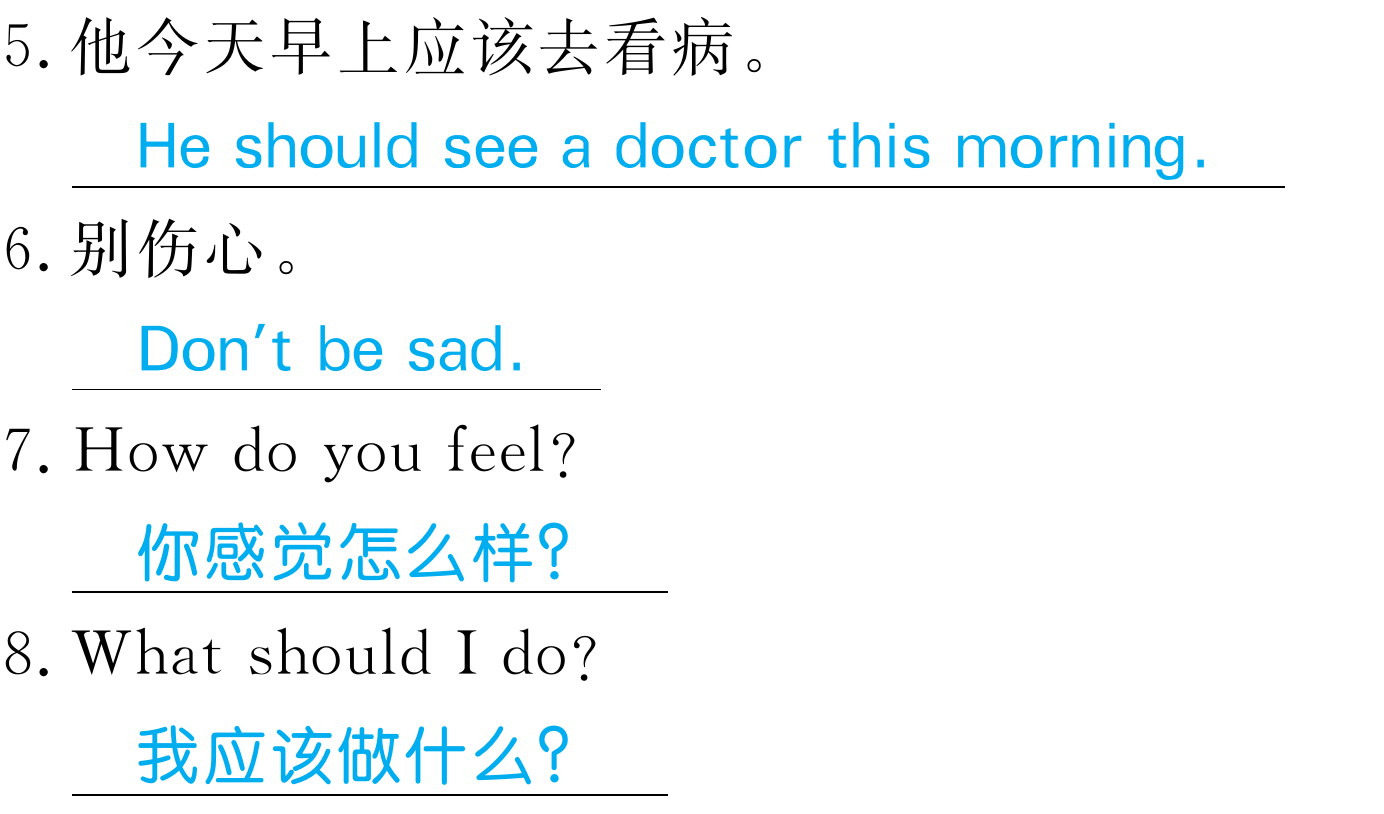 5. 他今天早上应该去看病。
He should see a doctor this morning.
6. 别伤心。
Don't be sad.
7. How do you feel?
你感觉怎么样?
8. What should I do?
我应该做什么?